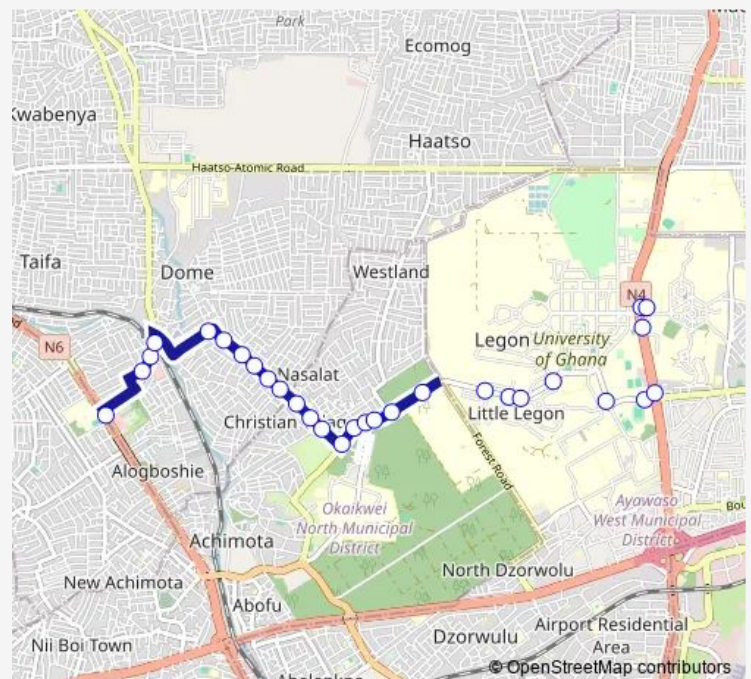 Park
Ecomog
Kwabenya
Haatso
Haatso-Atomic Road
Taifa
Dome
Westland
N4
N6
Legon
University
of Ghana
Nasalat
Little Legon
Christian
Forest Road
Alogboshie
Okaikwei
North Municipal
District
Ayawaso
West Municipal
District
Achimota
New Achimota
North Dzorwolu
Abofu
Airport Residential
Area
Nii Boi Town
Dzorwulu
© OpenStreetMap contributors